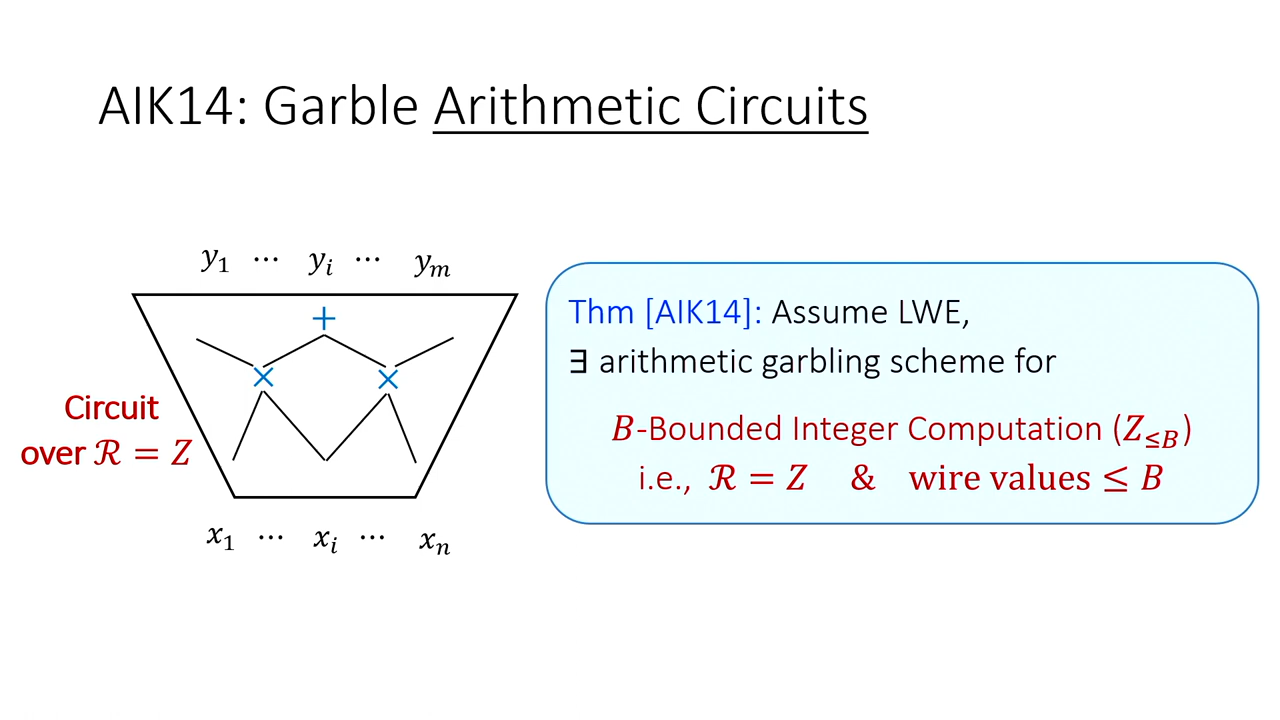 AIK14: Garble Arithmetic Circuits
y₁ ⋯ yᵢ ⋯ yₘ
+
× ×
Circuit
over ℛ = Z
x₁ ⋯ xᵢ ⋯ xₙ
Thm [AIK14]: Assume LWE,
∃ arithmetic garbling scheme for
B-Bounded Integer Computation (Z≤B)
i.e., ℛ = Z & wire values ≤ B